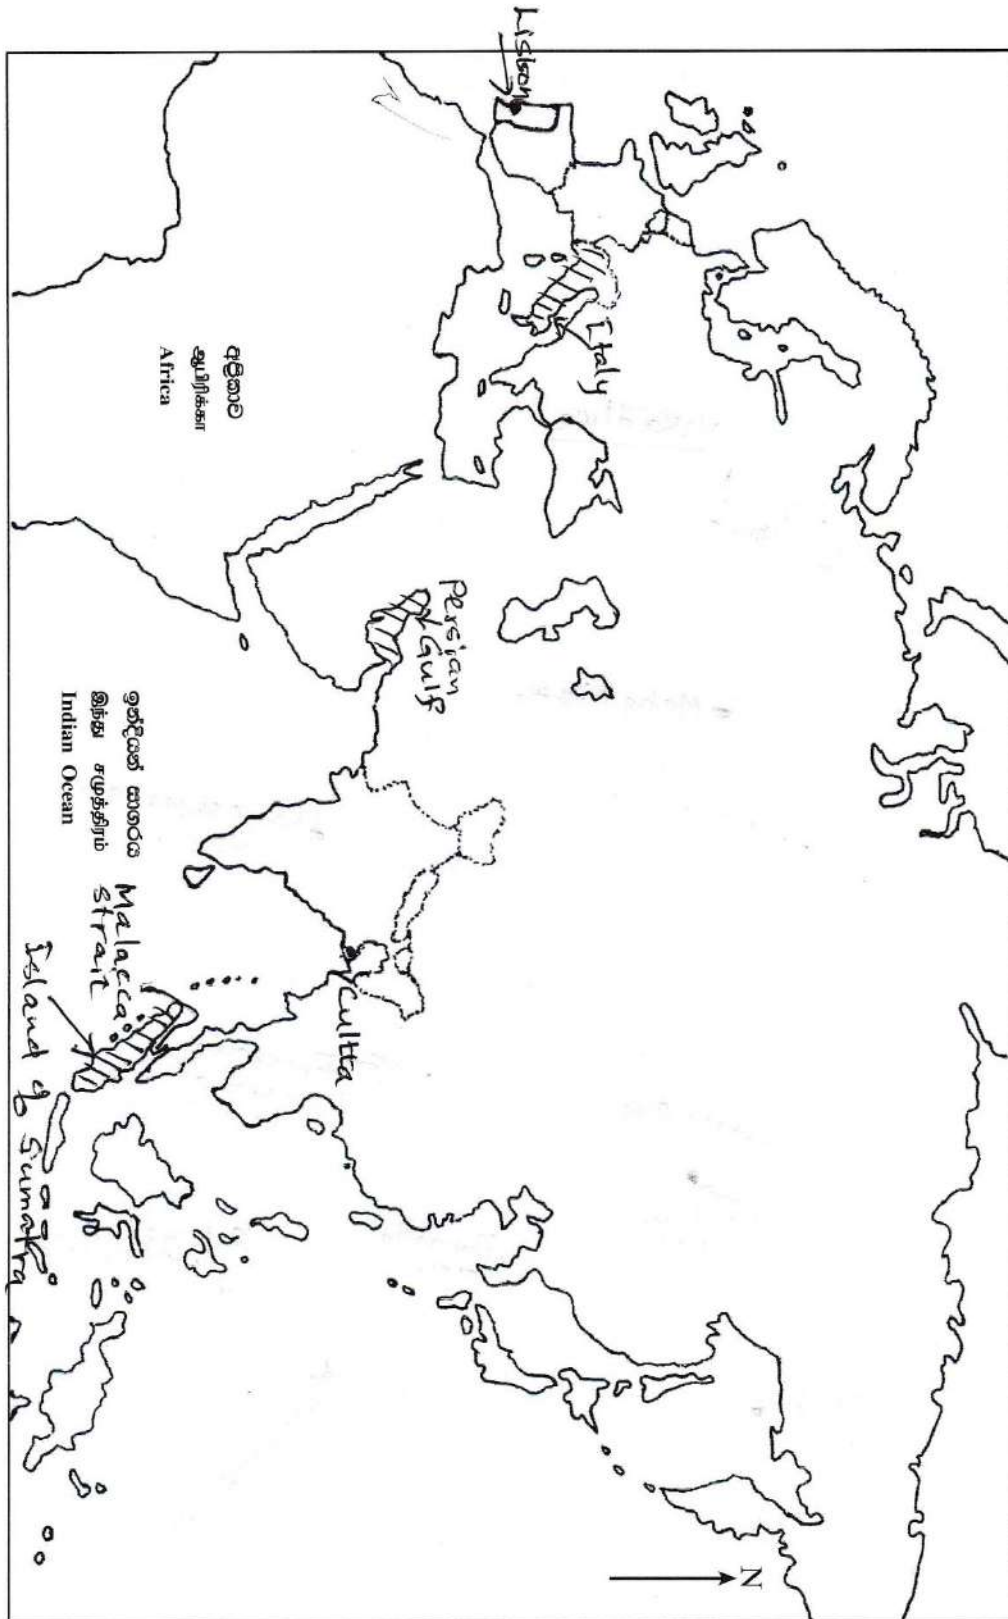 Lisbon
Italy
Persian
Gulf
අප්‍රිකාව
ஆபிரிக்கா
Africa
ඉන්දියන් සාගරය
இந்து சமுத்திரம்
Indian Ocean
Malacca
Strait
Cultta
Island of Sumatra
N